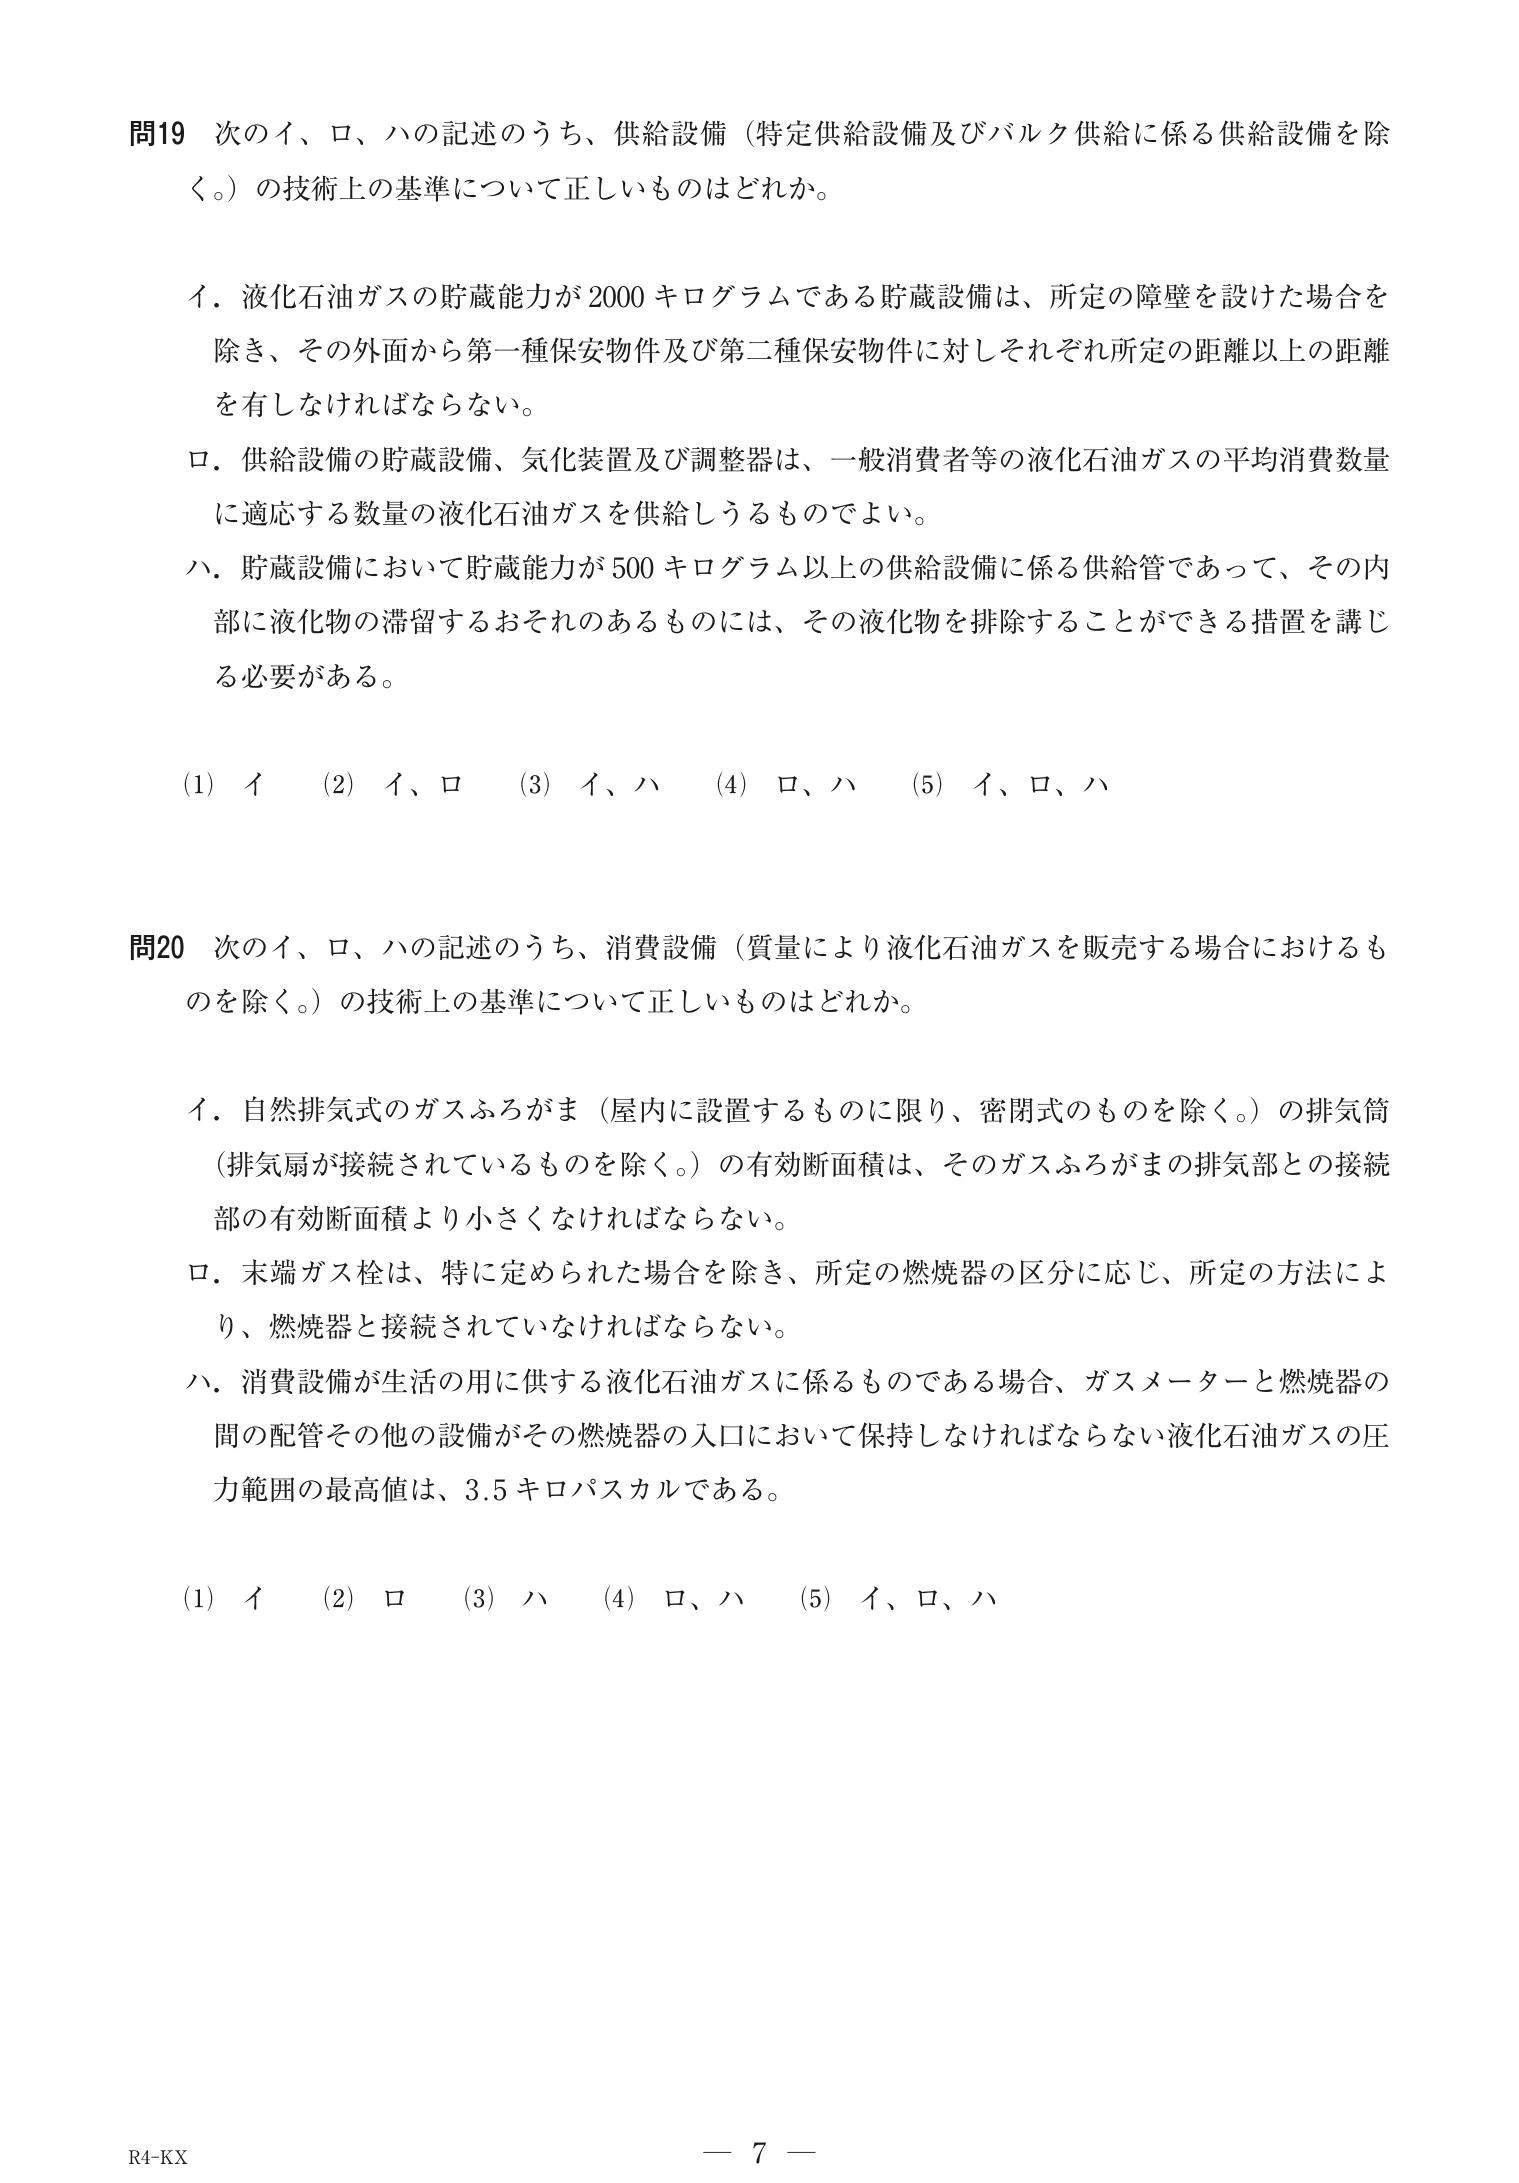 問19　次のイ、ロ、ハの記述のうち、供給設備（特定供給設備及びバルク供給に係る供給設備を除
く。）の技術上の基準について正しいものはどれか。
イ．液化石油ガスの貯蔵能力が 2000 キログラムである貯蔵設備は、所定の障壁を設けた場合を
除き、その外面から第一種保安物件及び第二種保安物件に対しそれぞれ所定の距離以上の距離
を有しなければならない。
ロ．供給設備の貯蔵設備、気化装置及び調整器は、一般消費者等の液化石油ガスの平均消費数量
に適応する数量の液化石油ガスを供給しうるものでよい。
ハ．貯蔵設備において貯蔵能力が 500 キログラム以上の供給設備に係る供給管であって、その内
部に液化物の滞留するおそれのあるものには、その液化物を排除することができる措置を講じ
る必要がある。
(1)　イ　　(2)　イ、ロ　　(3)　イ、ハ　　(4)　ロ、ハ　　(5)　イ、ロ、ハ
問20　次のイ、ロ、ハの記述のうち、消費設備（質量により液化石油ガスを販売する場合におけるも
のを除く。）の技術上の基準について正しいものはどれか。
イ．自然排気式のガスふろがま（屋内に設置するものに限り、密閉式のものを除く。）の排気筒
（排気扇が接続されているものを除く。）の有効断面積は、そのガスふろがまの排気部との接続
部の有効断面積より小さくなければならない。
ロ．末端ガス栓は、特に定められた場合を除き、所定の燃焼器の区分に応じ、所定の方法によ
り、燃焼器と接続されていなければならない。
ハ．消費設備が生活の用に供する液化石油ガスに係るものである場合、ガスメーターと燃焼器の
間の配管その他の設備がその燃焼器の入口において保持しなければならない液化石油ガスの圧
力範囲の最高値は、3.5 キロパスカルである。
(1)　イ　　(2)　ロ　　(3)　ハ　　(4)　ロ、ハ　　(5)　イ、ロ、ハ
R4-KX
— 7 —